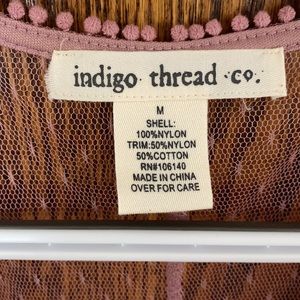 indigo thread co.
M
SHELL:
100%NYLON
TRIM:50%NYLON
50%COTTON
RN#106140
MADE IN CHINA
OVER FOR CARE